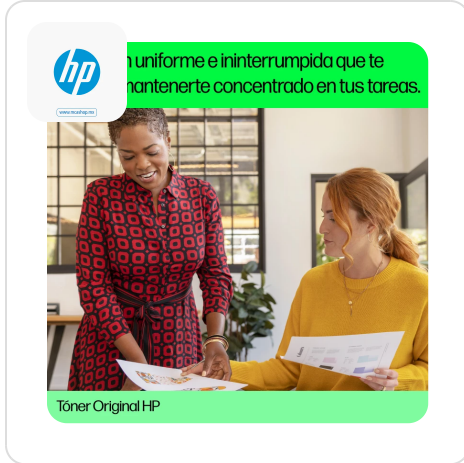 hp
n uniforme e ininterrumpida que te
mantenerte concentrado en tus tareas.
Tóner Original HP